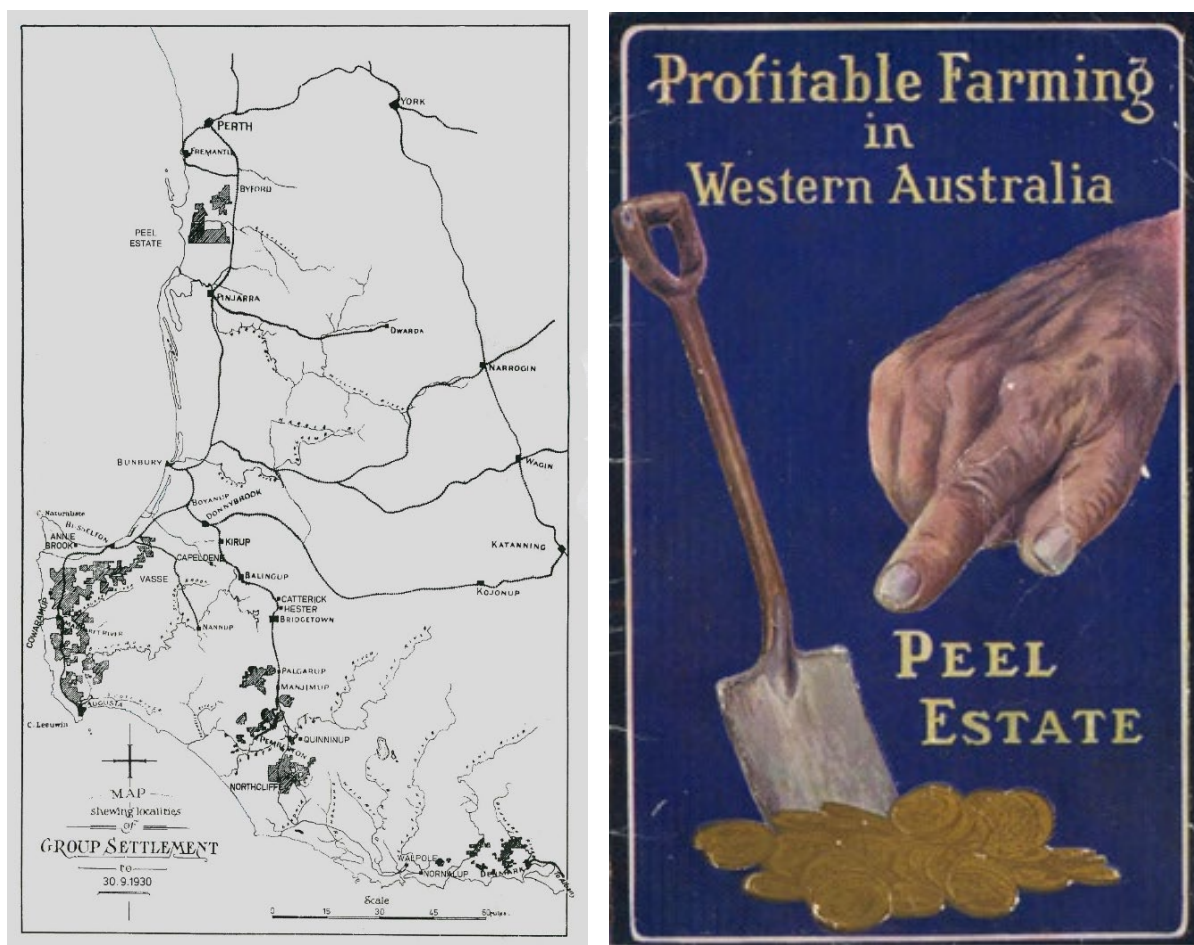 YORK
PERTH
FREMANTLE
BYFORD
PEEL
ESTATE
PINJARRA
DWARDA
NARROGIN
BUNBURY
WAGIN
BOYANUP
DONNYBROOK
C. Naturaliste
BUSSELTON
ANNIE
BROOK
KIRUP
KATANNING
CAPELDENE
VASSE
BALINGUP
KOJONUP
CATTERICK
HESTER
BRIDGETOWN
COWARAMUP
NANNUP
PALGARUP
MANJIMUP
AUGUSTA
C. Leeuwin
PEMBERTON
QUINNINUP
NORTHCLIFFE
WALPOLE
NORNALUP
DENMARK
MAP
shewing localities
OF
GROUP SETTLEMENT
to
30.9.1930
Scale
0 15 30 45 60 miles.
Profitable Farming
in
Western Australia
PEEL
ESTATE